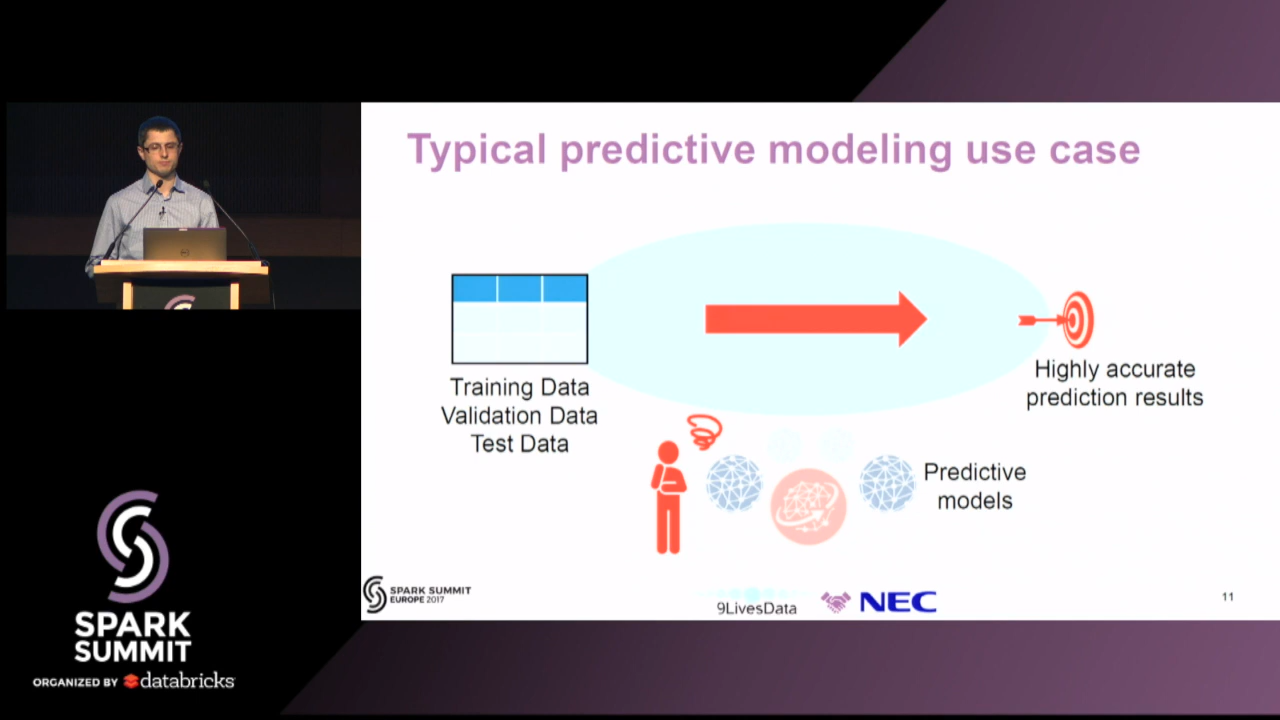 Typical predictive modeling use case
Training Data
Validation Data
Test Data
Highly accurate
prediction results
Predictive
models
SPARK SUMMIT
EUROPE 2017
9LivesData
NEC
11
SPARK
SUMMIT
ORGANIZED BY databricks